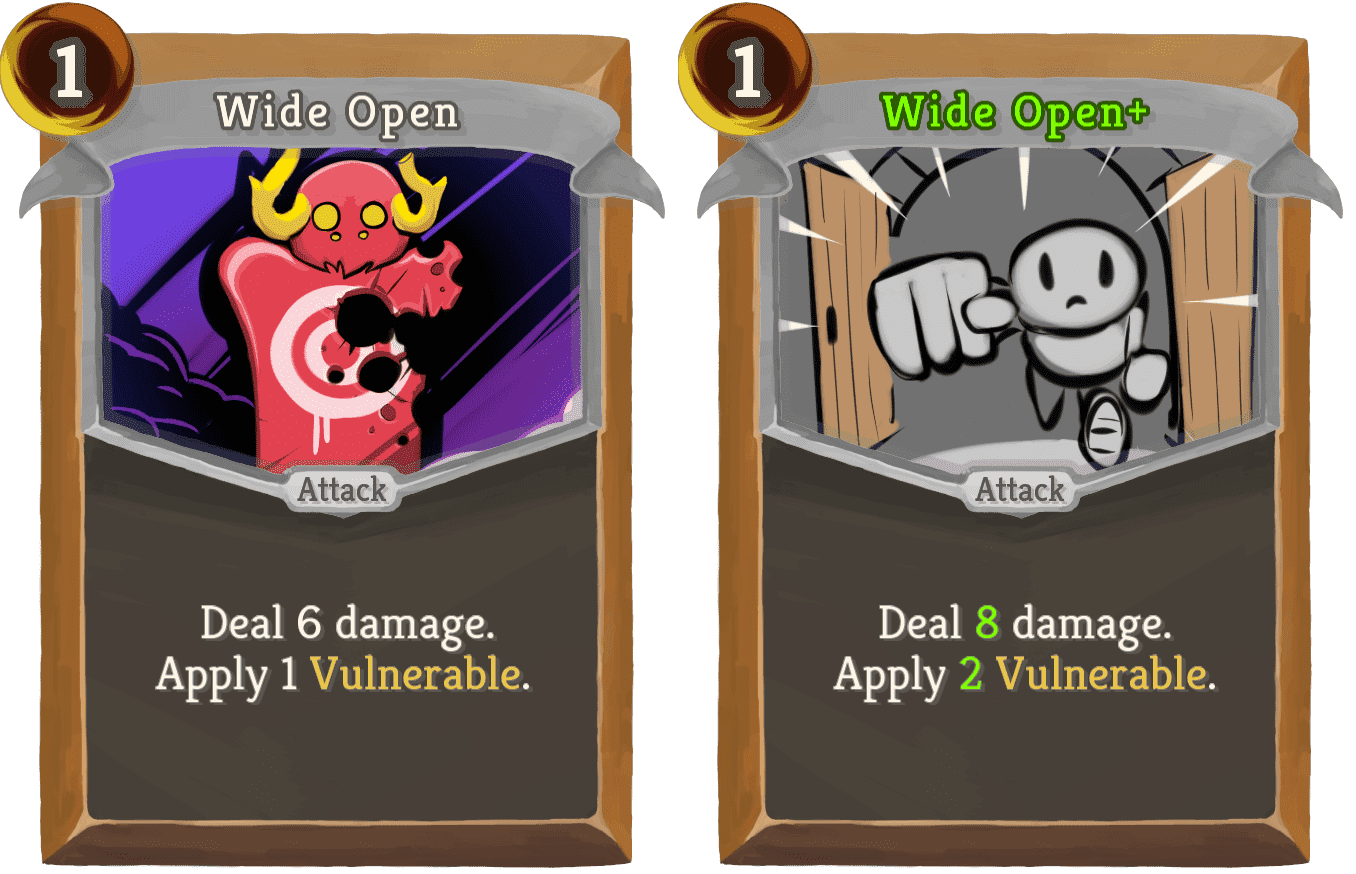 1
Wide Open
Attack
Deal 6 damage.
Apply 1 Vulnerable.
1
Wide Open+
Attack
Deal 8 damage.
Apply 2 Vulnerable.